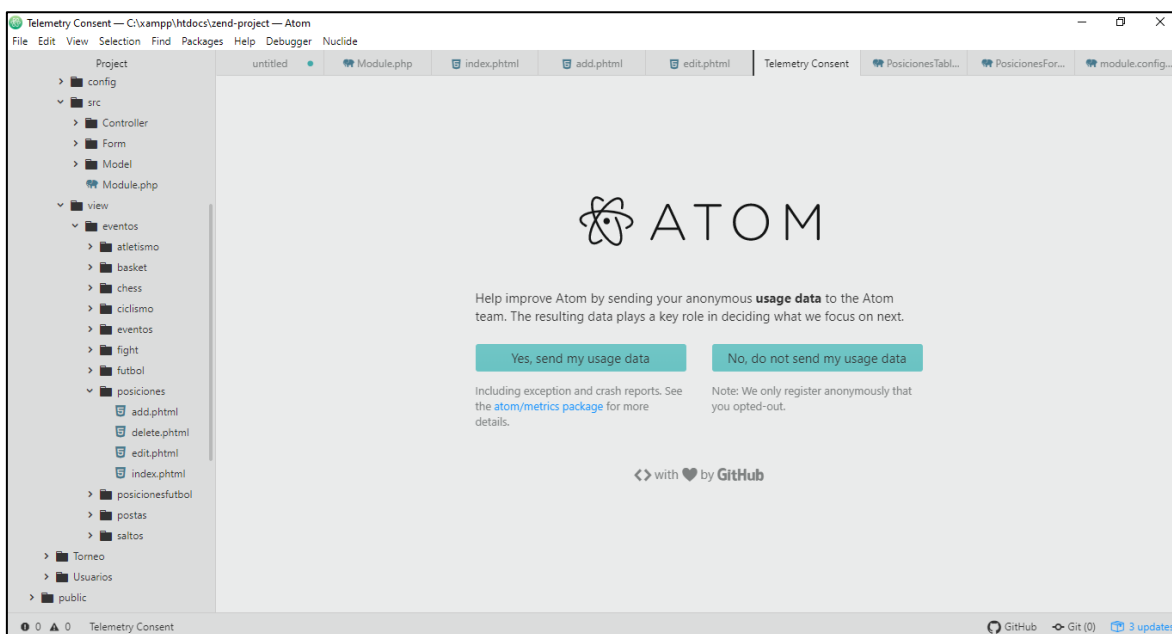 Telemetry Consent — C:\xampp\htdocs\zend-project — Atom
File Edit View Selection Find Packages Help Debugger Nuclide
Project
untitled Module.php index.phtml add.phtml edit.phtml Telemetry Consent PosicionesTabl... PosicionesFor... module.config...
config
src
Controller
Form
Model
Module.php
view
eventos
atletismo
basket
chess
ciclismo
eventos
fight
futbol
posiciones
add.phtml
delete.phtml
edit.phtml
index.phtml
posicionesfutbol
postas
saltos
Torneo
Usuarios
public
ATOM
Help improve Atom by sending your anonymous usage data to the Atom
team. The resulting data plays a key role in deciding what we focus on next.
Yes, send my usage data
Including exception and crash reports. See
the atom/metrics package for more
details.
No, do not send my usage data
Note: We only register anonymously that
you opted-out.
<> with by GitHub
0 0 Telemetry Consent GitHub Git (0) 3 updates